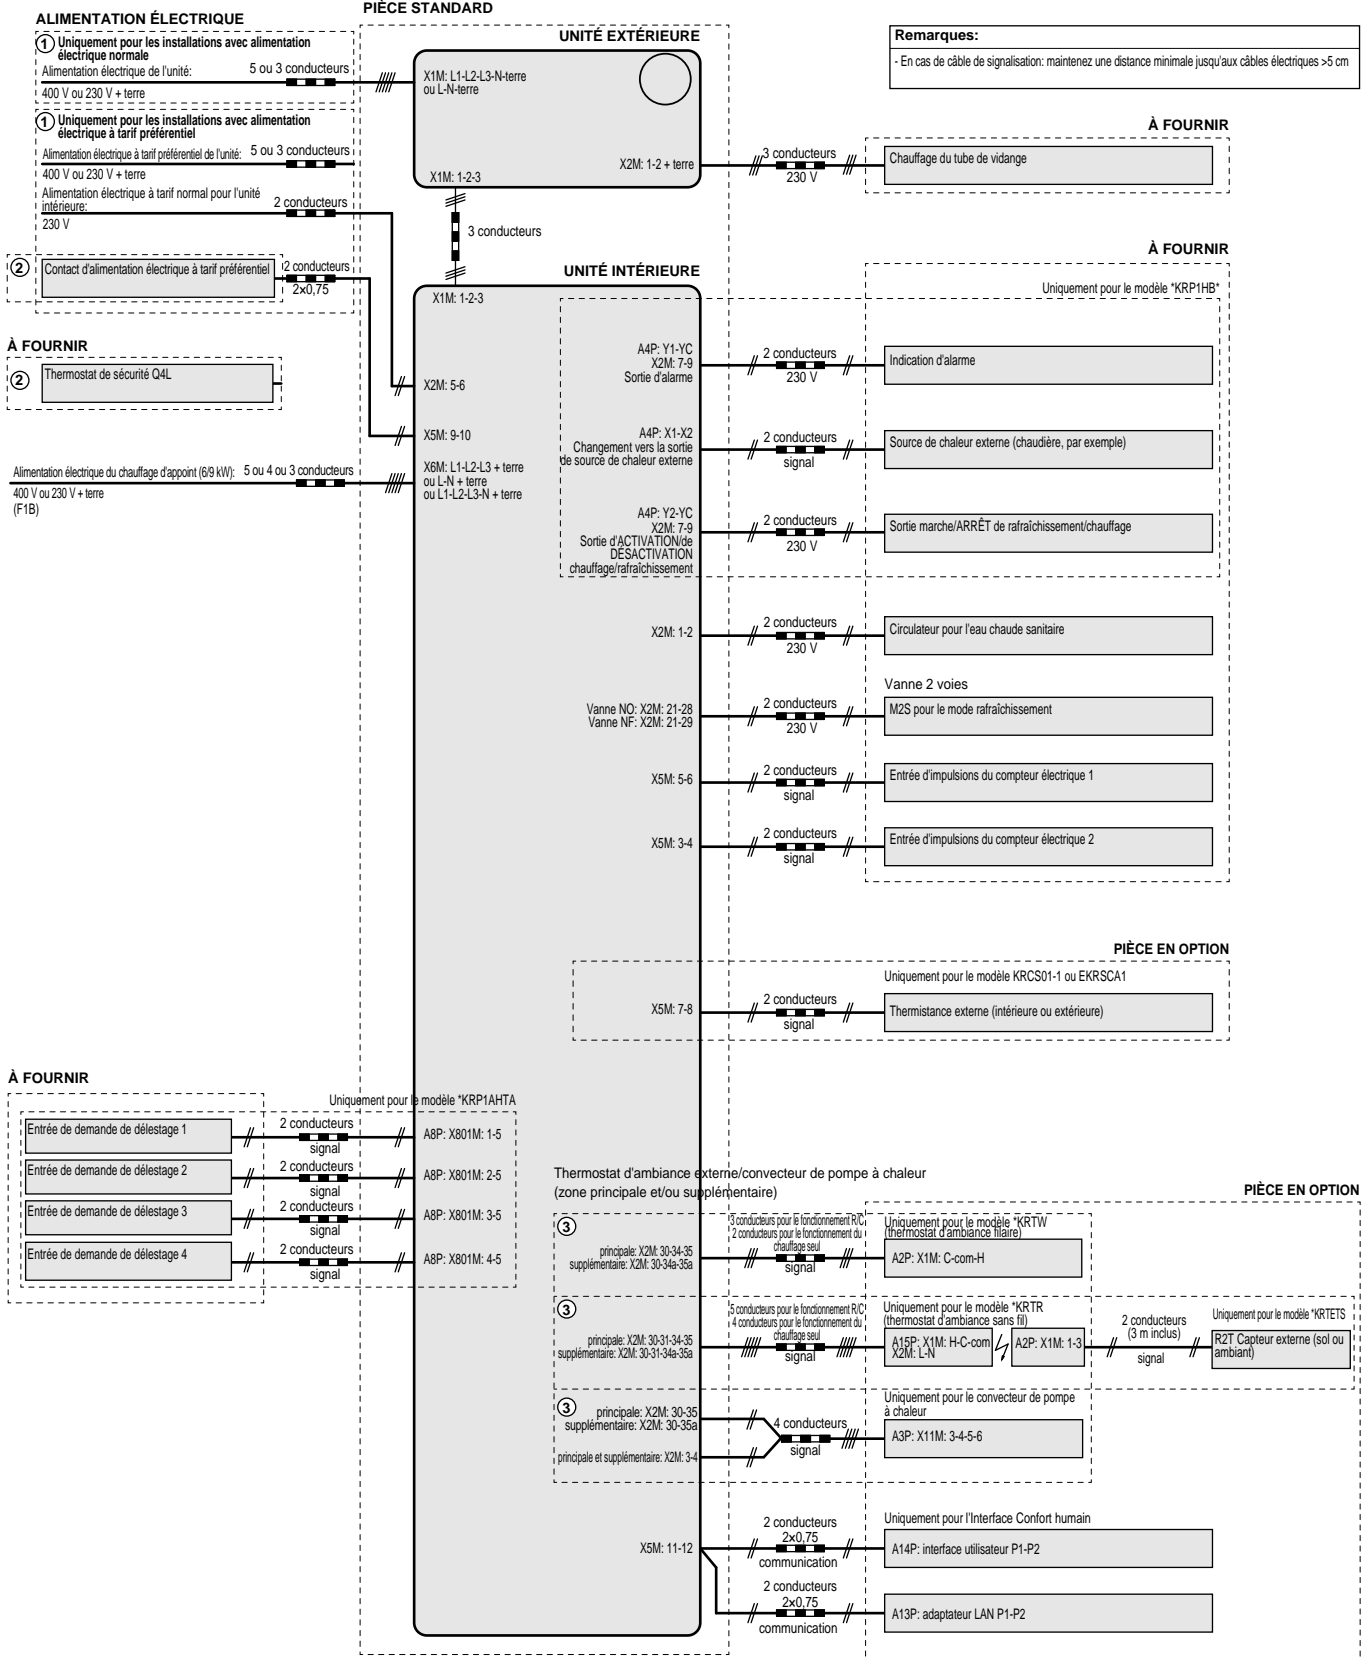 PIÈCE STANDARD
ALIMENTATION ÉLECTRIQUE
1 Uniquement pour les installations avec alimentation
électrique normale
Alimentation électrique de l'unité:
5 ou 3 conducteurs
400 V ou 230 V + terre
1 Uniquement pour les installations avec alimentation
électrique à tarif préférentiel
Alimentation électrique à tarif préférentiel de l'unité:
5 ou 3 conducteurs
400 V ou 230 V + terre
Alimentation électrique à tarif normal pour l'unité
intérieure:
2 conducteurs
230 V
2
Contact d'alimentation électrique à tarif préférentiel
2 conducteurs
2×0,75
À FOURNIR
2
Thermostat de sécurité Q4L
Alimentation électrique du chauffage d'appoint (6/9 kW):
5 ou 4 ou 3 conducteurs
400 V ou 230 V + terre
(F1B)
UNITÉ EXTÉRIEURE
X1M: L1-L2-L3-N-terre
ou L-N-terre
X2M: 1-2 + terre
X1M: 1-2-3
3 conducteurs
Remarques:
- En cas de câble de signalisation: maintenez une distance minimale jusqu'aux câbles électriques >5 cm
À FOURNIR
3 conducteurs
230 V
Chauffage du tube de vidange
UNITÉ INTÉRIEURE
X1M: 1-2-3
X2M: 5-6
X5M: 9-10
X6M: L1-L2-L3 + terre
ou L-N + terre
ou L1-L2-L3-N + terre
À FOURNIR
Uniquement pour le modèle *KRP1HB*
A4P: Y1-YC
X2M: 7-9
Sortie d'alarme
2 conducteurs
230 V
Indication d'alarme
A4P: X1-X2
Changement vers la sortie
de source de chaleur externe
2 conducteurs
signal
Source de chaleur externe (chaudière, par exemple)
A4P: Y2-YC
X2M: 7-9
Sortie d'ACTIVATION/de
DÉSACTIVATION
chauffage/rafraîchissement
2 conducteurs
230 V
Sortie marche/ARRÊT de rafraîchissement/chauffage
X2M: 1-2
2 conducteurs
230 V
Circulateur pour l'eau chaude sanitaire
Vanne 2 voies
Vanne NO: X2M: 21-28
Vanne NF: X2M: 21-29
2 conducteurs
230 V
M2S pour le mode rafraîchissement
X5M: 5-6
2 conducteurs
signal
Entrée d'impulsions du compteur électrique 1
X5M: 3-4
2 conducteurs
signal
Entrée d'impulsions du compteur électrique 2
PIÈCE EN OPTION
Uniquement pour le modèle KRCS01-1 ou EKRSCA1
X5M: 7-8
2 conducteurs
signal
Thermistance externe (intérieure ou extérieure)
À FOURNIR
Uniquement pour le modèle *KRP1AHTA
Entrée de demande de délestage 1
2 conducteurs
signal
A8P: X801M: 1-5
Entrée de demande de délestage 2
2 conducteurs
signal
A8P: X801M: 2-5
Entrée de demande de délestage 3
2 conducteurs
signal
A8P: X801M: 3-5
Entrée de demande de délestage 4
2 conducteurs
signal
A8P: X801M: 4-5
Thermostat d'ambiance externe/convecteur de pompe à chaleur
(zone principale et/ou supplémentaire)
PIÈCE EN OPTION
3
principale: X2M: 30-34-35
supplémentaire: X2M: 30-34a-35a
3 conducteurs pour le fonctionnement R/C
2 conducteurs pour le fonctionnement du
chauffage seul
signal
Uniquement pour le modèle *KRTW
(thermostat d'ambiance filaire)
A2P: X1M: C-com-H
3
principale: X2M: 30-31-34-35
supplémentaire: X2M: 30-31-34a-35a
5 conducteurs pour le fonctionnement R/C
4 conducteurs pour le fonctionnement du
chauffage seul
signal
Uniquement pour le modèle *KRTR
(thermostat d'ambiance sans fil)
A15P: X1M: H-C-com
X2M: L-N
A2P: X1M: 1-3
2 conducteurs
(3 m inclus)
signal
Uniquement pour le modèle *KRTETS
R2T Capteur externe (sol ou
ambiant)
3
principale: X2M: 30-35
supplémentaire: X2M: 30-35a
principale et supplémentaire: X2M: 3-4
4 conducteurs
signal
Uniquement pour le convecteur de pompe
à chaleur
A3P: X11M: 3-4-5-6
X5M: 11-12
2 conducteurs
2×0,75
communication
Uniquement pour l'Interface Confort humain
A14P: interface utilisateur P1-P2
2 conducteurs
2×0,75
communication
A13P: adaptateur LAN P1-P2